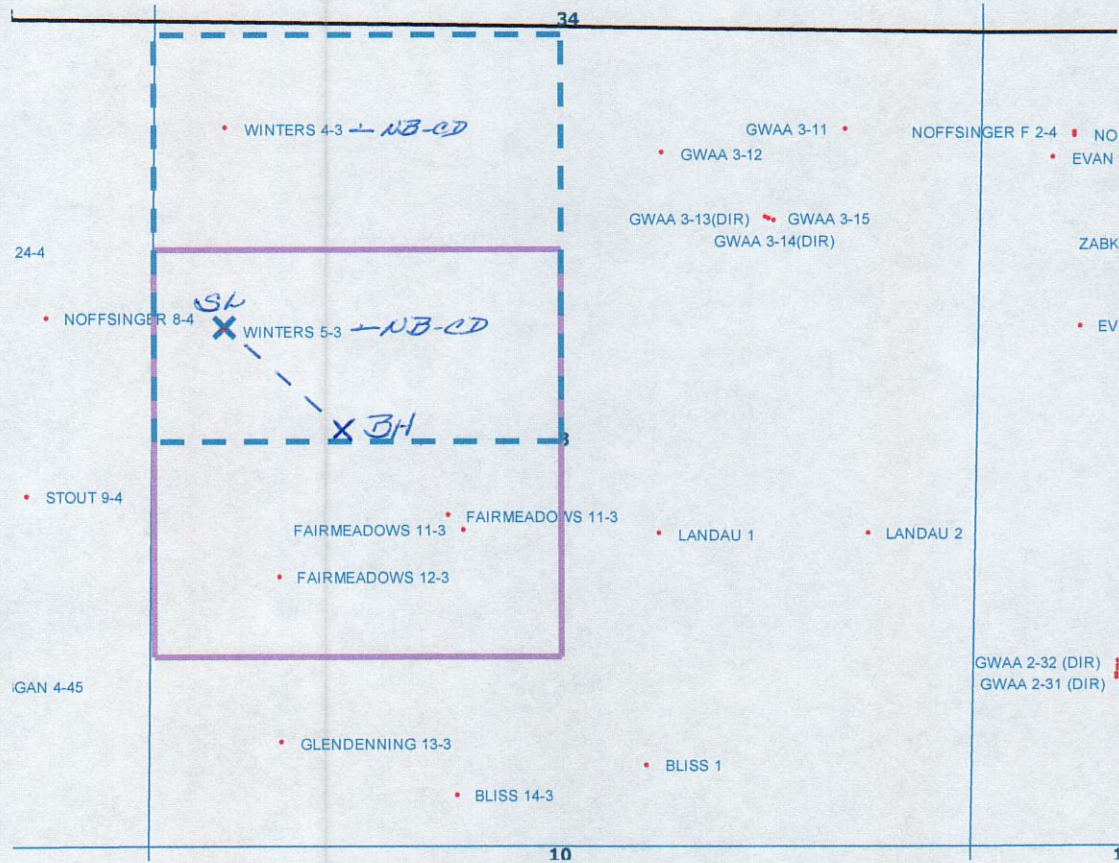 34
WINTERS 4-3 — NB-CD
GWAA 3-11
NOFFSINGER F 2-4
NO
GWAA 3-12
EVAN
GWAA 3-13(DIR)
GWAA 3-15
GWAA 3-14(DIR)
ZABK
24-4
SL
NOFFSINGER 8-4
WINTERS 5-3 — NB-CD
EV
BH
STOUT 9-4
FAIRMEADOWS 11-3
FAIRMEADOWS 11-3
LANDAU 1
LANDAU 2
FAIRMEADOWS 12-3
GWAA 2-32 (DIR)
GWAA 2-31 (DIR)
GAN 4-45
GLENDENNING 13-3
BLISS 1
BLISS 14-3
10